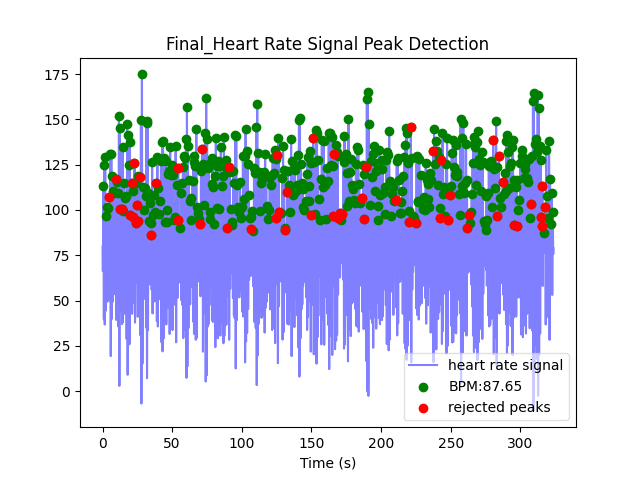 Final_Heart Rate Signal Peak Detection
175
150
125
100
75
50
25
0
heart rate signal
BPM:87.65
rejected peaks
0 50 100 150 200 250 300
Time (s)